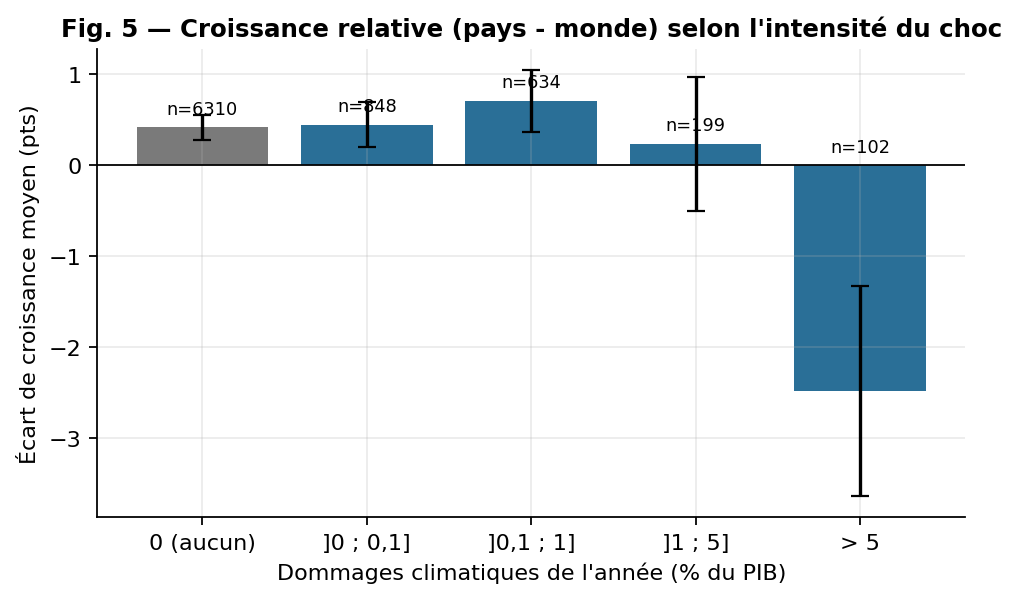 Fig. 5 — Croissance relative (pays - monde) selon l'intensité du choc
Écart de croissance moyen (pts)
1
0
−1
−2
−3
n=6310
n=848
n=634
n=199
n=102
0 (aucun)
]0 ; 0,1]
]0,1 ; 1]
]1 ; 5]
> 5
Dommages climatiques de l'année (% du PIB)